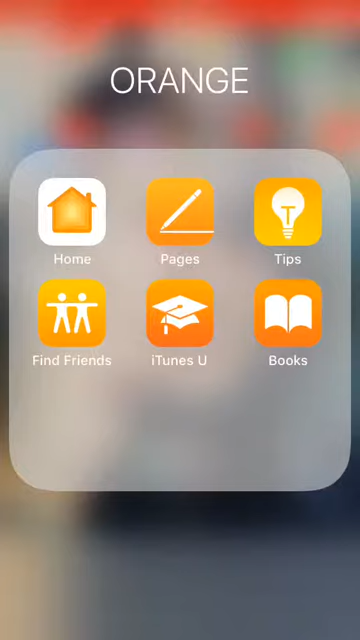 ORANGE
Home
Pages
Tips
Find Friends
iTunes U
Books